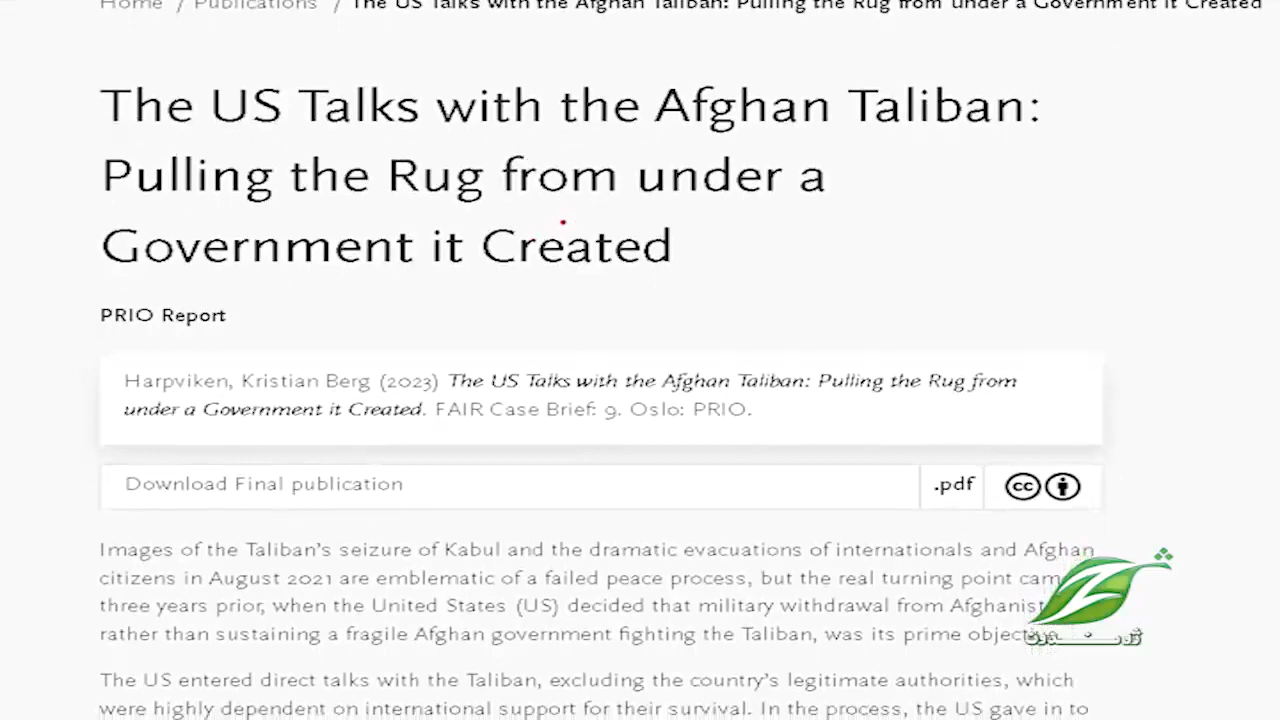 Home / Publications / The US Talks with the Afghan Taliban: Pulling the Rug from under a Government it Created
The US Talks with the Afghan Taliban:
Pulling the Rug from under a
Government it Created
PRIO Report
Harpviken, Kristian Berg (2023) The US Talks with the Afghan Taliban: Pulling the Rug from
under a Government it Created. FAIR Case Brief: 9. Oslo: PRIO.
Download Final publication .pdf cc
Images of the Taliban's seizure of Kabul and the dramatic evacuations of internationals and Afghan
citizens in August 2021 are emblematic of a failed peace process, but the real turning point cam
three years prior, when the United States (US) decided that military withdrawal from Afghanist
rather than sustaining a fragile Afghan government fighting the Taliban, was its prime objective
The US entered direct talks with the Taliban, excluding the country's legitimate authorities, which
were highly dependent on international support for their survival. In the process, the US gave in to